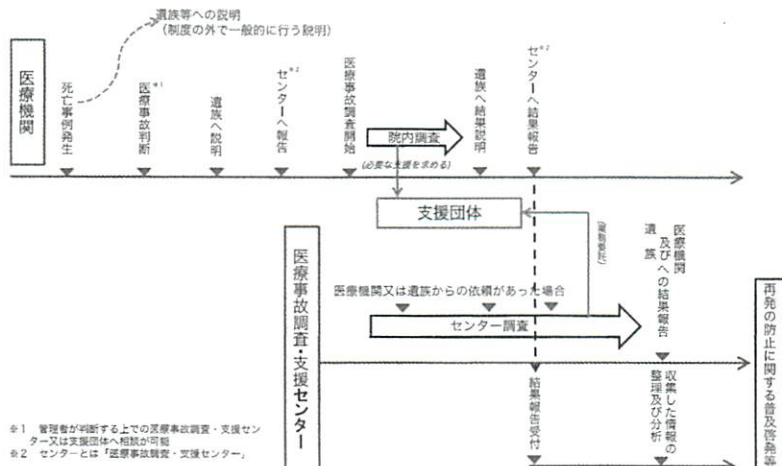 遺族等への説明
(制度の外で一般的に行う説明)
医療機関
死亡事例発生
医療事故判断※1
遺族へ説明
センターへ報告※2
医療事故調査開始
院内調査
(必要な支援を求める)
遺族へ結果説明
センターへ結果報告※2
支援団体
(業務委託)
医療事故調査・支援センター
医療機関又は遺族からの依頼があった場合
センター調査
医療機関
及びへの結果報告
遺族
結果報告受付
収集した情報の
整理及び分析
再発の防止に関する普及啓発等
※1 管理者が判断する上での医療事故調査・支援セン
ター又は支援団体へ相談が可能
※2 センターとは「医療事故調査・支援センター」